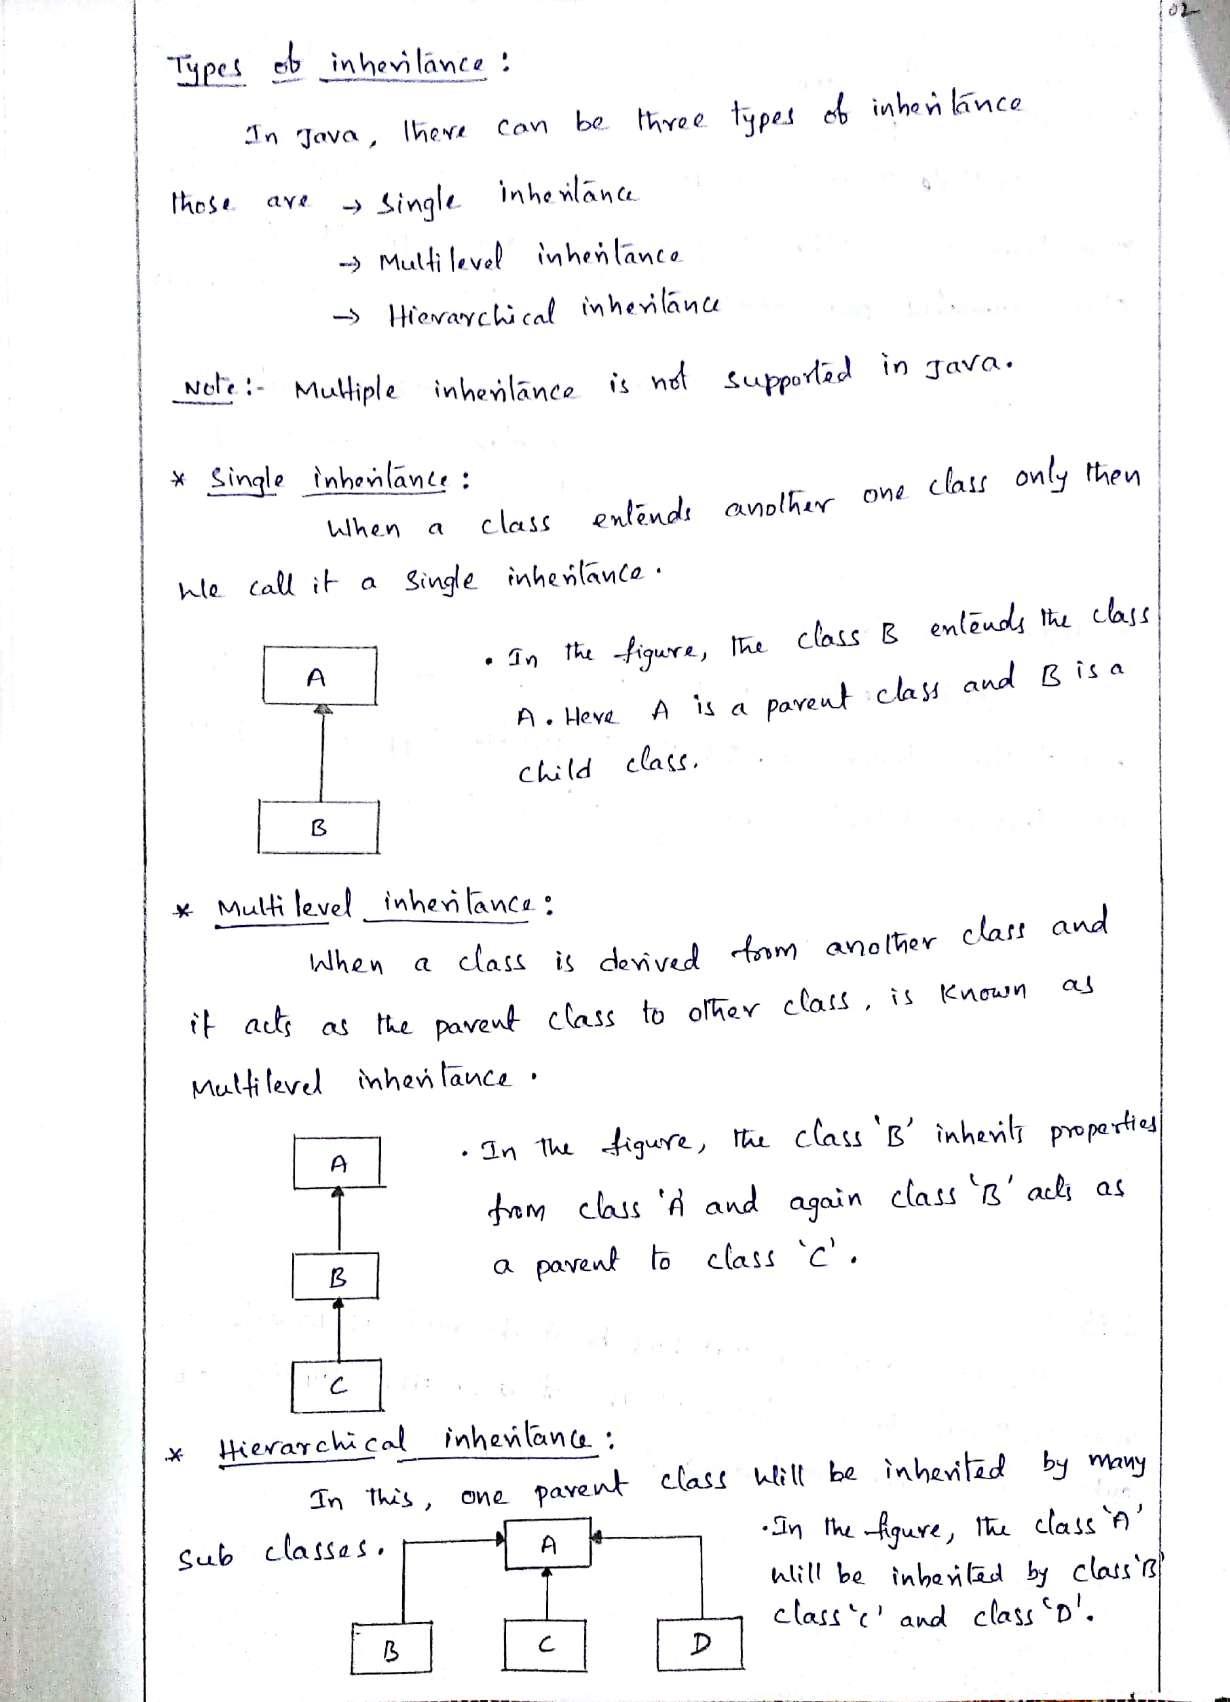 02
Types of inheritance :
In Java, there can be three types of inheritance
those are → Single inheritance
→ Multilevel inheritance
→ Hierarchical inheritance
Note :- Multiple inheritance is not supported in Java.
* Single inheritance :
When a class extends another one class only then
We call it a Single inheritance.
• In the figure, the class B extends the class
A
A. Here A is a parent class and B is a
child class.
B
* Multilevel inheritance :
When a class is derived from another class and
it acts as the parent class to other class, is Known as
Multilevel inheritance.
• In the figure, the class 'B' inherits properties
A
from class 'A' and again class 'B' acts as
a parent to class 'C'.
B
C
* Hierarchical inheritance :
In this, one parent class Will be inherited by many
Sub classes.
A
• In the figure, the class 'A'
Will be inherited by class 'B'
class 'C' and class 'D'.
B C D